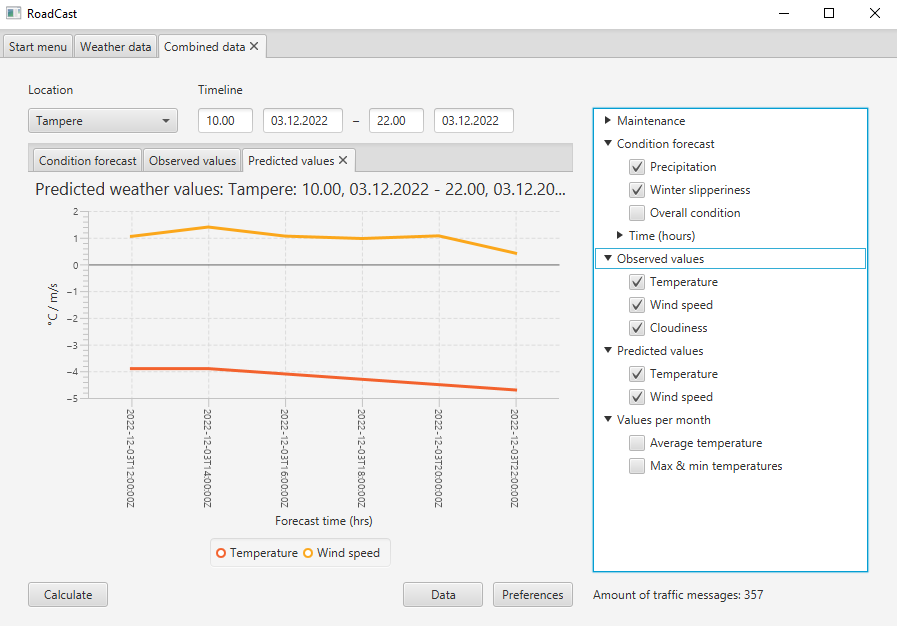 RoadCast
Start menu Weather data Combined data
Location Timeline
Tampere 10.00 03.12.2022 – 22.00 03.12.2022
Condition forecast Observed values Predicted values
Predicted weather values: Tampere: 10.00, 03.12.2022 - 22.00, 03.12.20...
2
1
0
-1
-2
-3
-4
-5
°C / m/s
2022-12-03T12:00:00Z
2022-12-03T14:00:00Z
2022-12-03T16:00:00Z
2022-12-03T18:00:00Z
2022-12-03T20:00:00Z
2022-12-03T22:00:00Z
Forecast time (hrs)
Temperature Wind speed
Maintenance
Condition forecast
Precipitation
Winter slipperiness
Overall condition
Time (hours)
Observed values
Temperature
Wind speed
Cloudiness
Predicted values
Temperature
Wind speed
Values per month
Average temperature
Max & min temperatures
Calculate Data Preferences Amount of traffic messages: 357